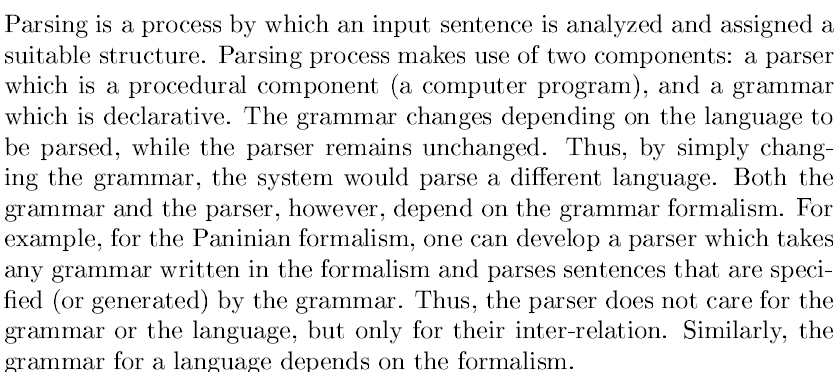 Parsing is a process by which an input sentence is analyzed and assigned a
suitable structure. Parsing process makes use of two components: a parser
which is a procedural component (a computer program), and a grammar
which is declarative. The grammar changes depending on the language to
be parsed, while the parser remains unchanged. Thus, by simply chang-
ing the grammar, the system would parse a different language. Both the
grammar and the parser, however, depend on the grammar formalism. For
example, for the Paninian formalism, one can develop a parser which takes
any grammar written in the formalism and parses sentences that are speci-
fied (or generated) by the grammar. Thus, the parser does not care for the
grammar or the language, but only for their inter-relation. Similarly, the
grammar for a language depends on the formalism.